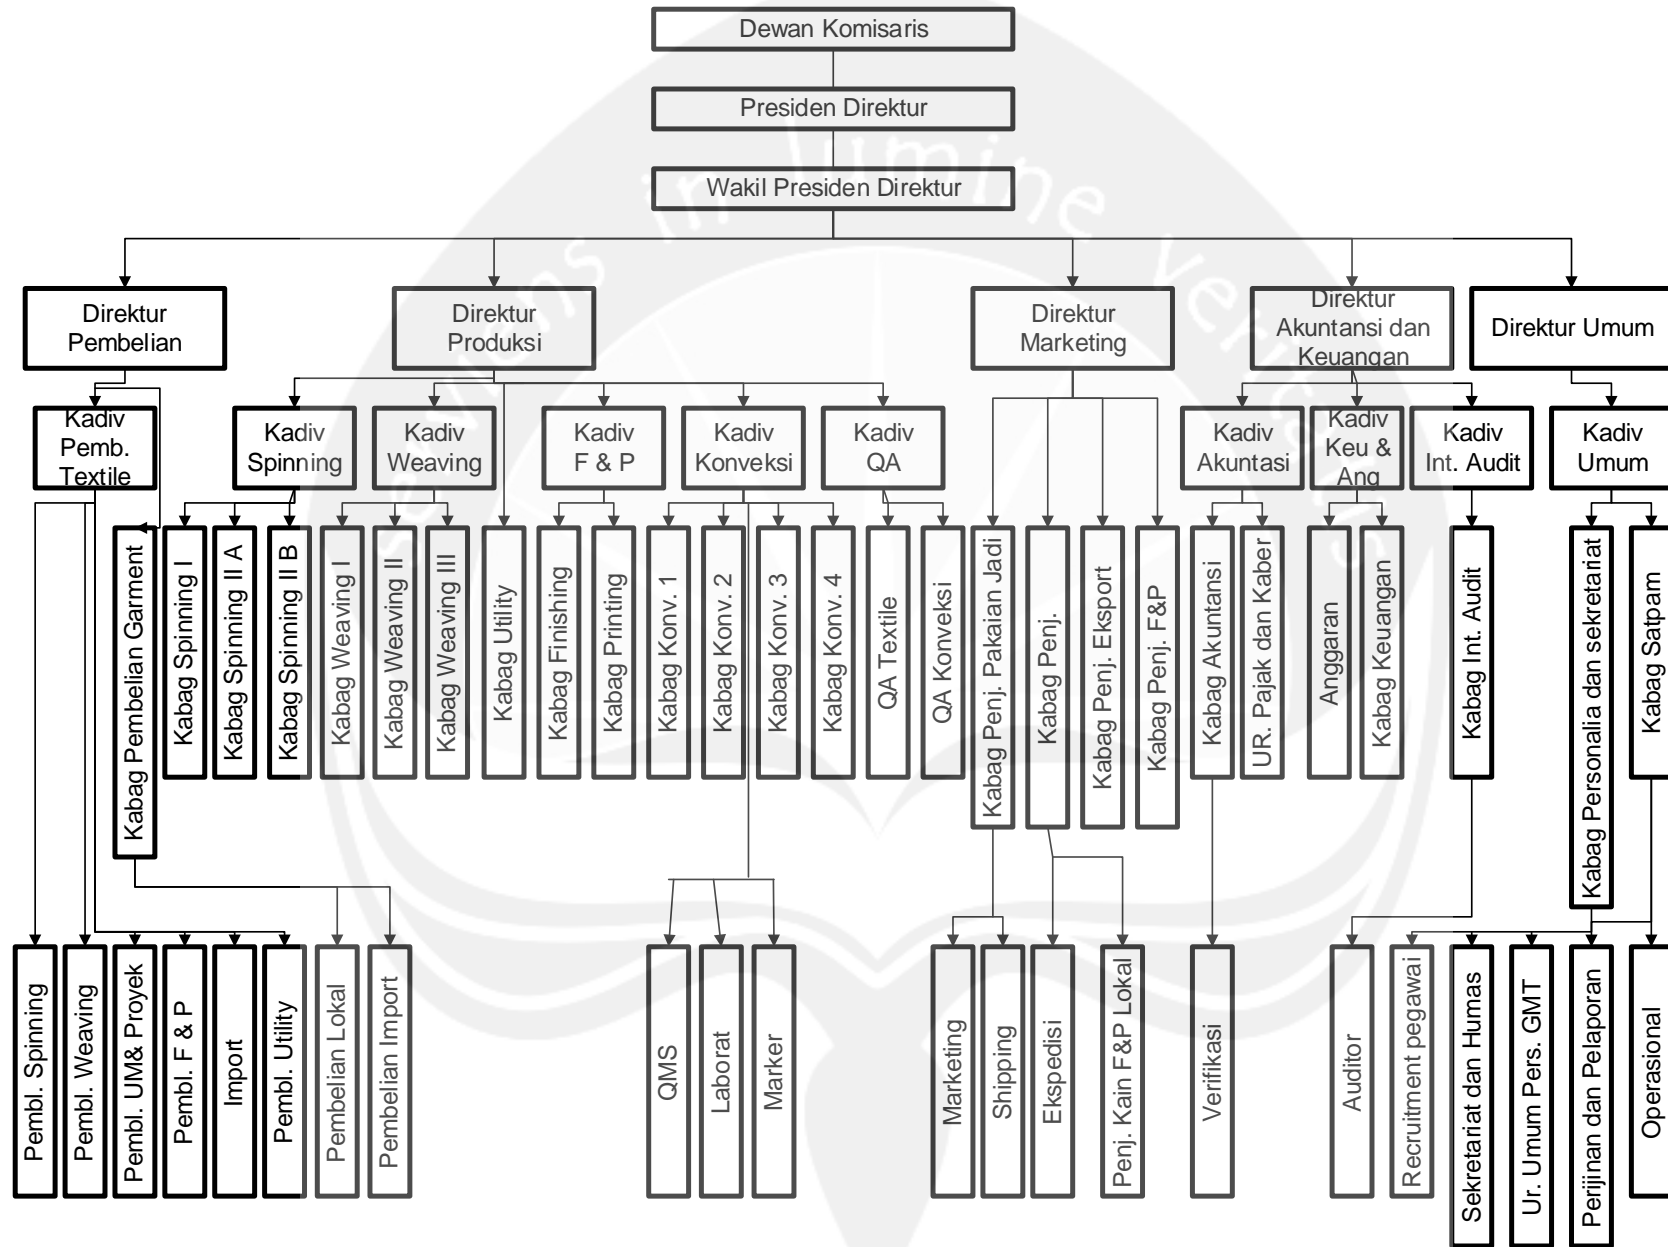 Dewan Komisaris
Presiden Direktur
Wakil Presiden Direktur
serviens in lumine veritatis
Direktur
Pembelian
Direktur
Produksi
Direktur
Marketing
Direktur
Akuntansi dan
Keuangan
Direktur Umum
Kadiv
Pemb.
Textile
Kadiv
Spinning
Kadiv
Weaving
Kadiv
F & P
Kadiv
Konveksi
Kadiv
QA
Kadiv
Akuntasi
Kadiv
Keu &
Ang
Kadiv
Int. Audit
Kadiv
Umum
Kabag Pembelian Garment
Kabag Spinning I
Kabag Spinning II A
Kabag Spinning II B
Kabag Weaving I
Kabag Weaving II
Kabag Weaving III
Kabag Utility
Kabag Finishing
Kabag Printing
Kabag Konv. 1
Kabag Konv. 2
Kabag Konv. 3
Kabag Konv. 4
QA Textile
QA Konveksi
Kabag Penj. Pakaian Jadi
Kabag Penj.
Kabag Penj. Eksport
Kabag Penj. F&P
Kabag Akuntansi
UR. Pajak dan Kaber
Anggaran
Kabag Keuangan
Kabag Int. Audit
Kabag Personalia dan sekretariat
Kabag Satpam
Pembl. Spinning
Pembl. Weaving
Pembl. UM& Proyek
Pembl. F & P
Import
Pembl. Utility
Pembelian Lokal
Pembelian Import
QMS
Laborat
Marker
Marketing
Shipping
Ekspedisi
Penj. Kain F&P Lokal
Verifikasi
Auditor
Recruitment pegawai
Sekretariat dan Humas
Ur. Umum Pers. GMT
Perijinan dan Pelaporan
Operasional